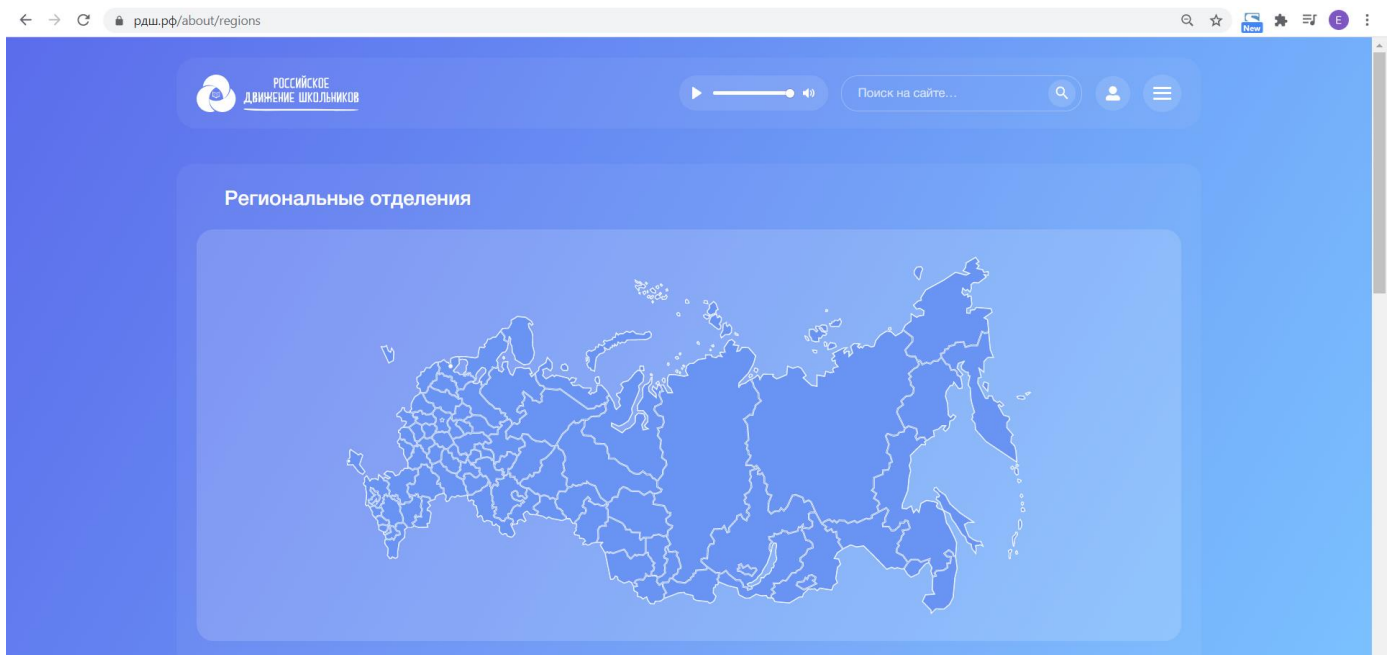 рдш.рф/about/regions
New
E
РОССИЙСКОЕ
ДВИЖЕНИЕ ШКОЛЬНИКОВ
Поиск на сайте...
Региональные отделения